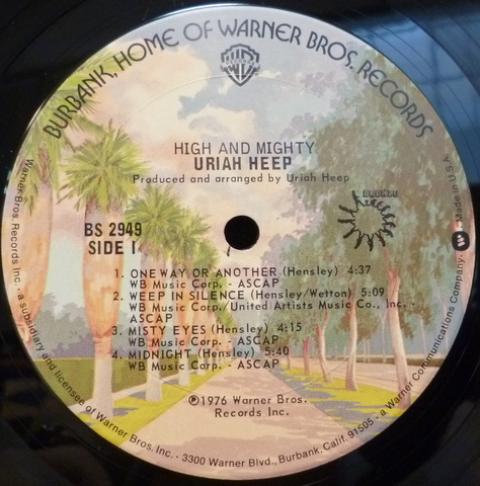 BURBANK, HOME OF WARNER BROS. RECORDS
HIGH AND MIGHTY
URIAH HEEP
Produced and arranged by Uriah Heep
BRONZE
BS 2949
SIDE 1
1. ONE WAY OR ANOTHER (Hensley) 4:37
WB Music Corp. - ASCAP
2. WEEP IN SILENCE (Hensley/Wetton) 5:09
WB Music Corp./United Artists Music Co., Inc. -
ASCAP
3. MISTY EYES (Hensley) 4:15
WB Music Corp. - ASCAP
4. MIDNIGHT (Hensley) 5:40
WB Music Corp. - ASCAP
℗1976 Warner Bros.
Records Inc.
Warner Bros. Records Inc., a subsidiary and licensee of Warner Bros., Inc. - 3300 Warner Blvd., Burbank, Calif. 91505 - a Warner Communications Company. Made in U.S.A.